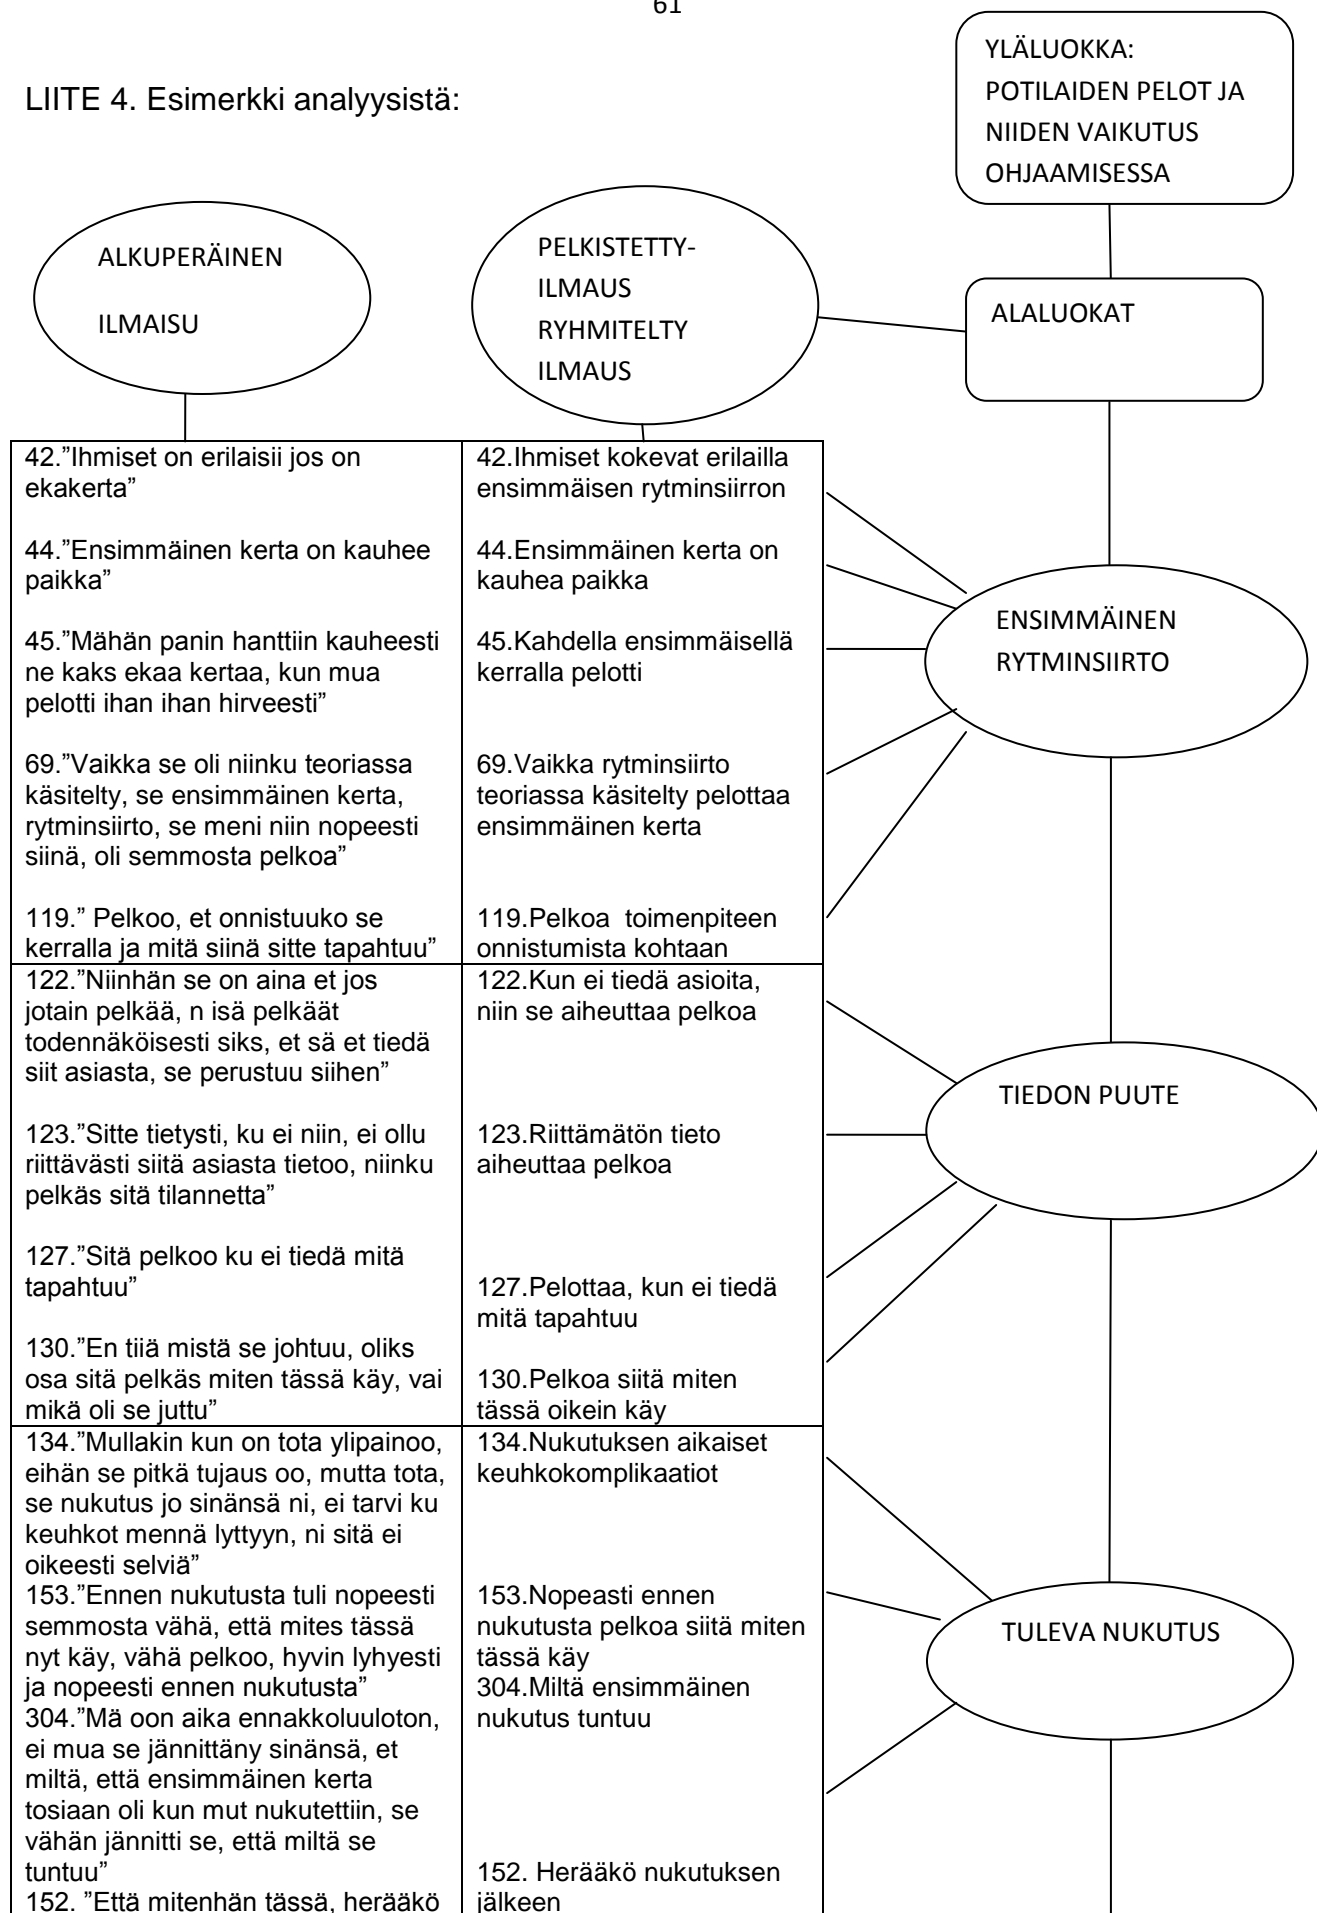 61
LIITE 4. Esimerkki analyysistä:
YLÄLUOKKA:
POTILAIDEN PELOT JA
NIIDEN VAIKUTUS
OHJAAMISESSA
ALKUPERÄINEN
ILMAISU
PELKISTETTY-
ILMAUS
RYHMITELTY
ILMAUS
ALALUOKAT
42."Ihmiset on erilaisii jos on
ekakerta”
44.”Ensimmäinen kerta on kauhee
paikka”
45.”Mähän panin hanttiin kauheesti
ne kaks ekaa kertaa, kun mua
pelotti ihan ihan hirveesti”
69.”Vaikka se oli niinku teoriassa
käsitelty, se ensimmäinen kerta,
rytminsiirto, se meni niin nopeesti
siinä, oli semmosta pelkoa”
119.” Pelkoo, et onnistuuko se
kerralla ja mitä siinä sitte tapahtuu”
42.Ihmiset kokevat erilailla
ensimmäisen rytminsiirron
44.Ensimmäinen kerta on
kauhea paikka
45.Kahdella ensimmäisellä
kerralla pelotti
69.Vaikka rytminsiirto
teoriassa käsitelty pelottaa
ensimmäinen kerta
119.Pelkoa  toimenpiteen
onnistumista kohtaan
ENSIMMÄINEN
RYTMINSIIRTO
122.”Niinhän se on aina et jos
jotain pelkää, n isä pelkäät
todennäköisesti siks, et sä et tiedä
siit asiasta, se perustuu siihen”
123.”Sitte tietysti, ku ei niin, ei ollu
riittävästi siitä asiasta tietoo, niinku
pelkäs sitä tilannetta”
127.”Sitä pelkoo ku ei tiedä mitä
tapahtuu”
130.”En tiiä mistä se johtuu, oliks
osa sitä pelkäs miten tässä käy, vai
mikä oli se juttu”
122.Kun ei tiedä asioita,
niin se aiheuttaa pelkoa
123.Riittämätön tieto
aiheuttaa pelkoa
127.Pelottaa, kun ei tiedä
mitä tapahtuu
130.Pelkoa siitä miten
tässä oikein käy
TIEDON PUUTE
134.”Mullakin kun on tota ylipainoo,
eihän se pitkä tujaus oo, mutta tota,
se nukutus jo sinänsä ni, ei tarvi ku
keuhkot mennä lyttyyn, ni sitä ei
oikeesti selviä”
153.”Ennen nukutusta tuli nopeesti
semmosta vähä, että mites tässä
nyt käy, vähä pelkoo, hyvin lyhyesti
ja nopeesti ennen nukutusta”
304.”Mä oon aika ennakkoluuloton,
ei mua se jännittäny sinänsä, et
miltä, että ensimmäinen kerta
tosiaan oli kun mut nukutettiin, se
vähän jännitti se, että miltä se
tuntuu”
152. ”Että mitenhän tässä, herääkö
134.Nukutuksen aikaiset
keuhkokomplikaatiot
153.Nopeasti ennen
nukutusta pelkoa siitä miten
tässä käy
304.Miltä ensimmäinen
nukutus tuntuu
152. Herääkö nukutuksen
jälkeen
TULEVA NUKUTUS